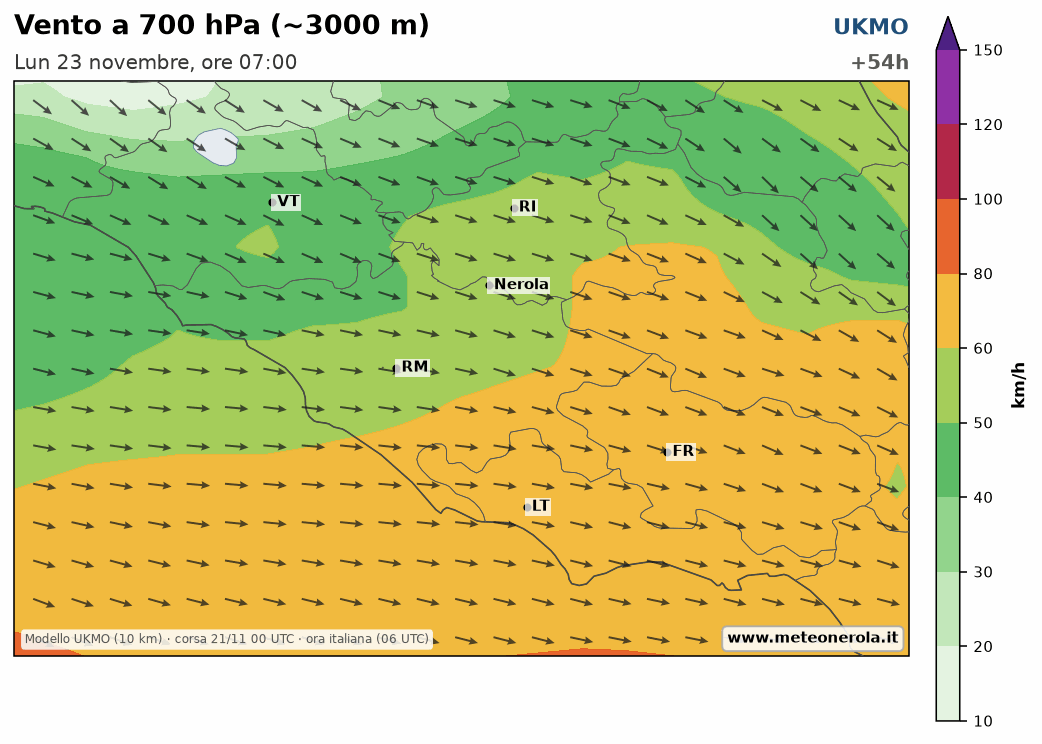 Vento a 700 hPa (~3000 m)
UKMO
Lun 23 novembre, ore 07:00
+54h
VT
RI
Nerola
RM
FR
LT
Modello UKMO (10 km) · corsa 21/11 00 UTC · ora italiana (06 UTC)
www.meteonerola.it
150
120
100
80
60
50
40
30
20
10
km/h